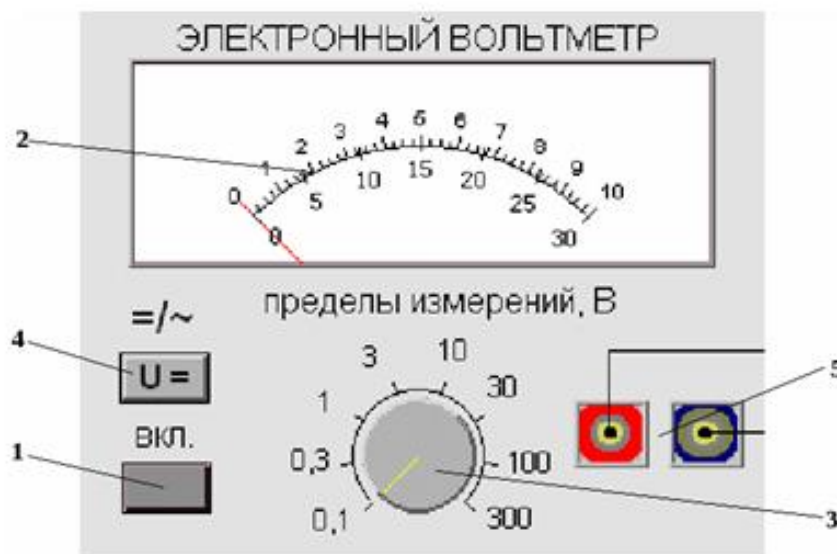 ЭЛЕКТРОННЫЙ ВОЛЬТМЕТР
0 1 2 3 4 5 6 7 8 9 10
0 5 10 15 20 25 30
2
=/~
пределы измерений, В
4
U =
вкл.
1
0,1 0,3 1 3 10 30 100 300
5
3